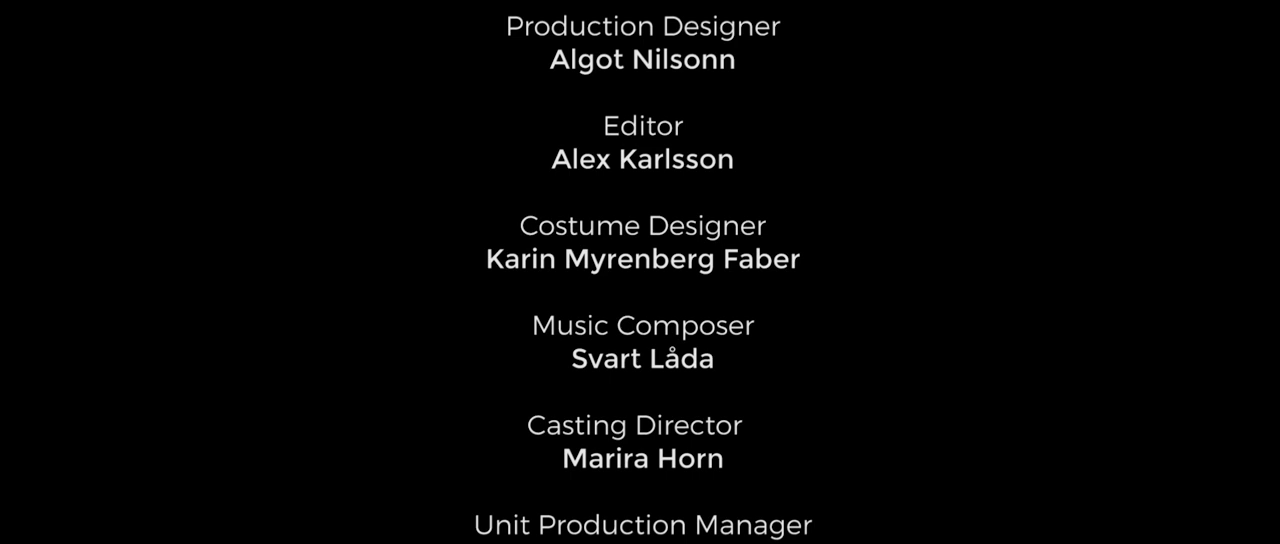 Production Designer
Algot Nilsonn
Editor
Alex Karlsson
Costume Designer
Karin Myrenberg Faber
Music Composer
Svart Låda
Casting Director
Marira Horn
Unit Production Manager